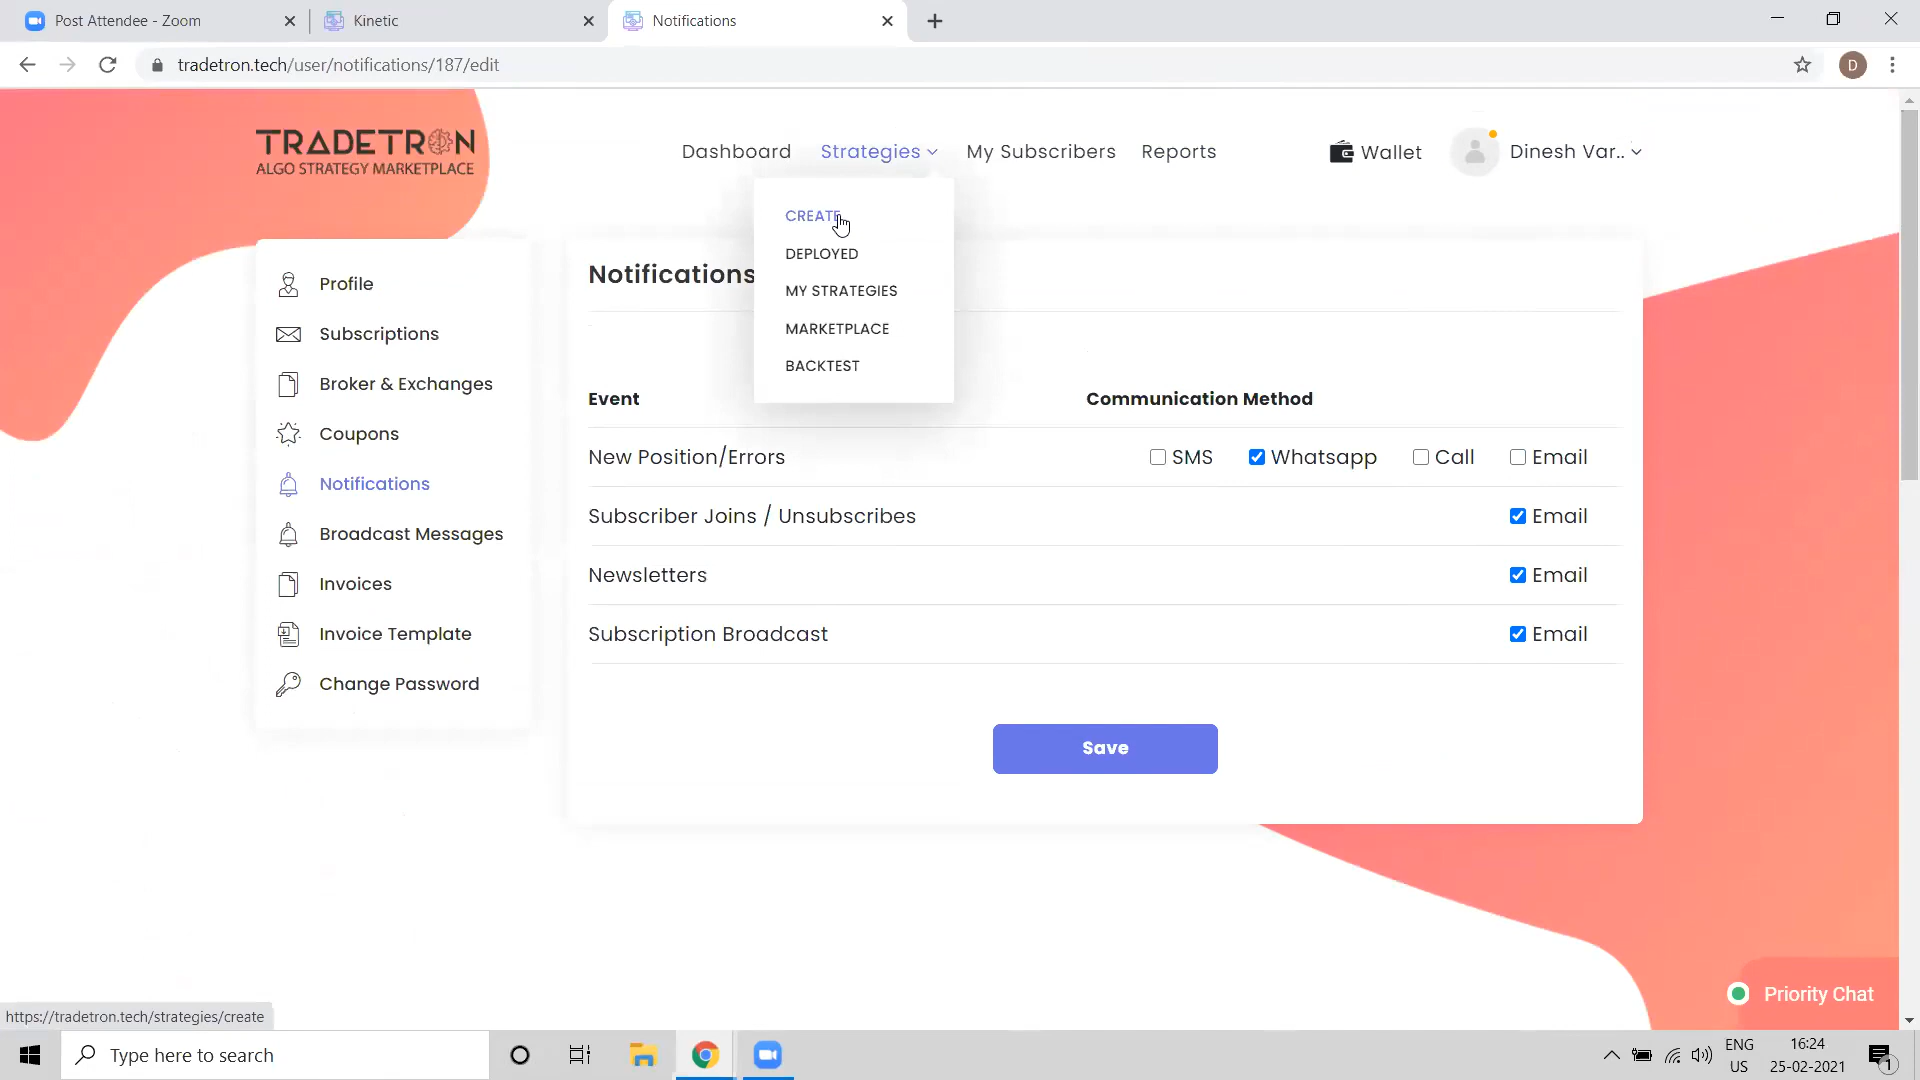 Post Attendee - Zoom
Kinetic
Notifications
tradetron.tech/user/notifications/187/edit
D
TRADETRON
ALGO STRATEGY MARKETPLACE
Dashboard
Strategies
My Subscribers
Reports
Wallet
Dinesh Var..
CREATE
DEPLOYED
MY STRATEGIES
MARKETPLACE
BACKTEST
Profile
Subscriptions
Broker & Exchanges
Coupons
Notifications
Broadcast Messages
Invoices
Invoice Template
Change Password
Notifications
Event Communication Method
New Position/Errors SMS Whatsapp Call Email
Subscriber Joins / Unsubscribes Email
Newsletters Email
Subscription Broadcast Email
Save
Priority Chat
https://tradetron.tech/strategies/create
Type here to search
ENG
US
16:24
25-02-2021
1